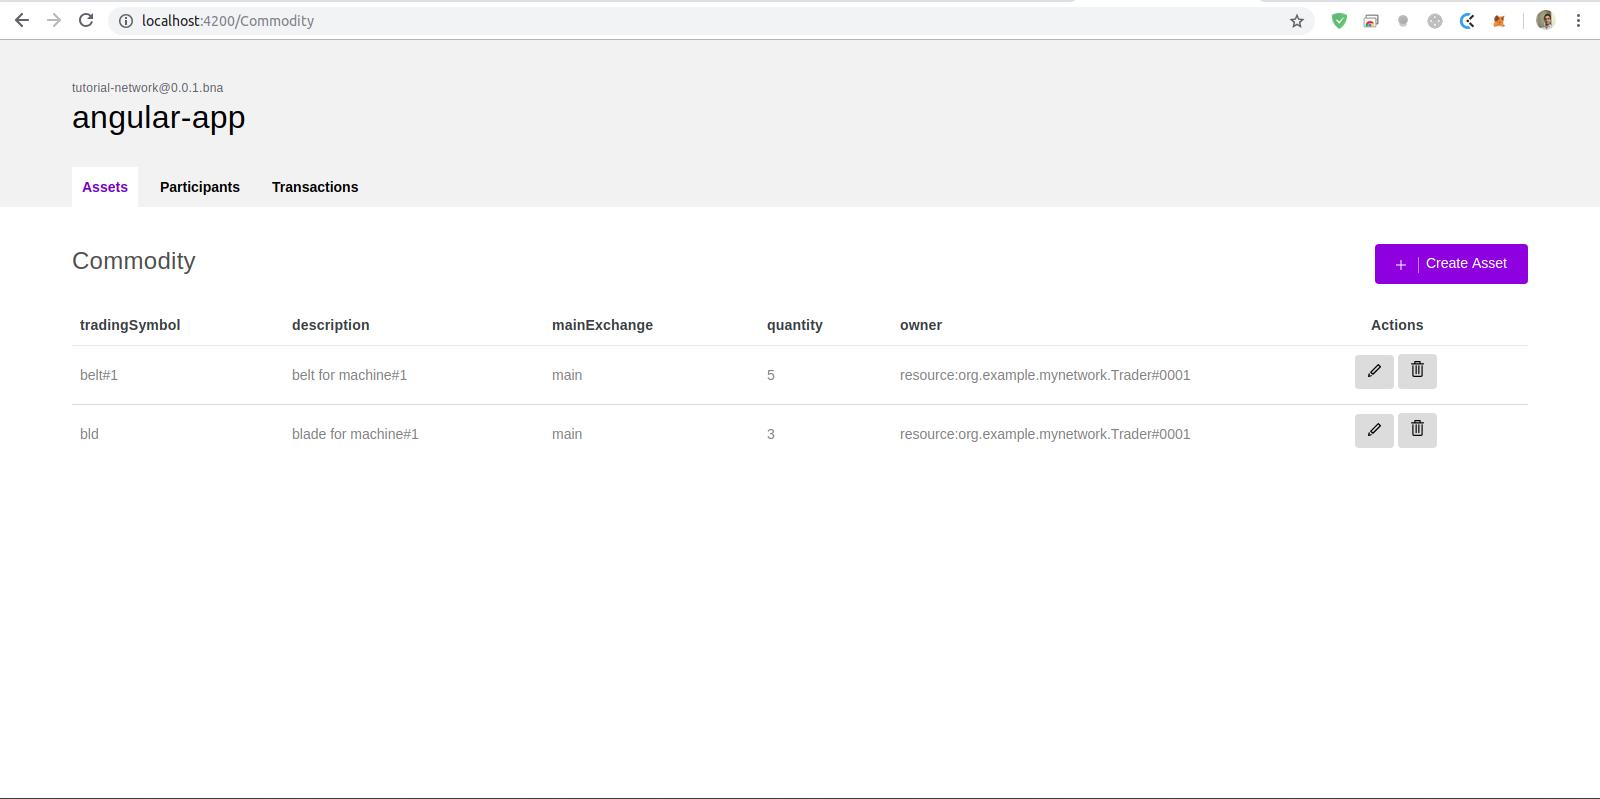 localhost:4200/Commodity
tutorial-network@0.0.1.bna
angular-app
Assets Participants Transactions
Commodity
+ Create Asset
tradingSymbol description mainExchange quantity owner Actions
belt#1 belt for machine#1 main 5 resource:org.example.mynetwork.Trader#0001
bld blade for machine#1 main 3 resource:org.example.mynetwork.Trader#0001